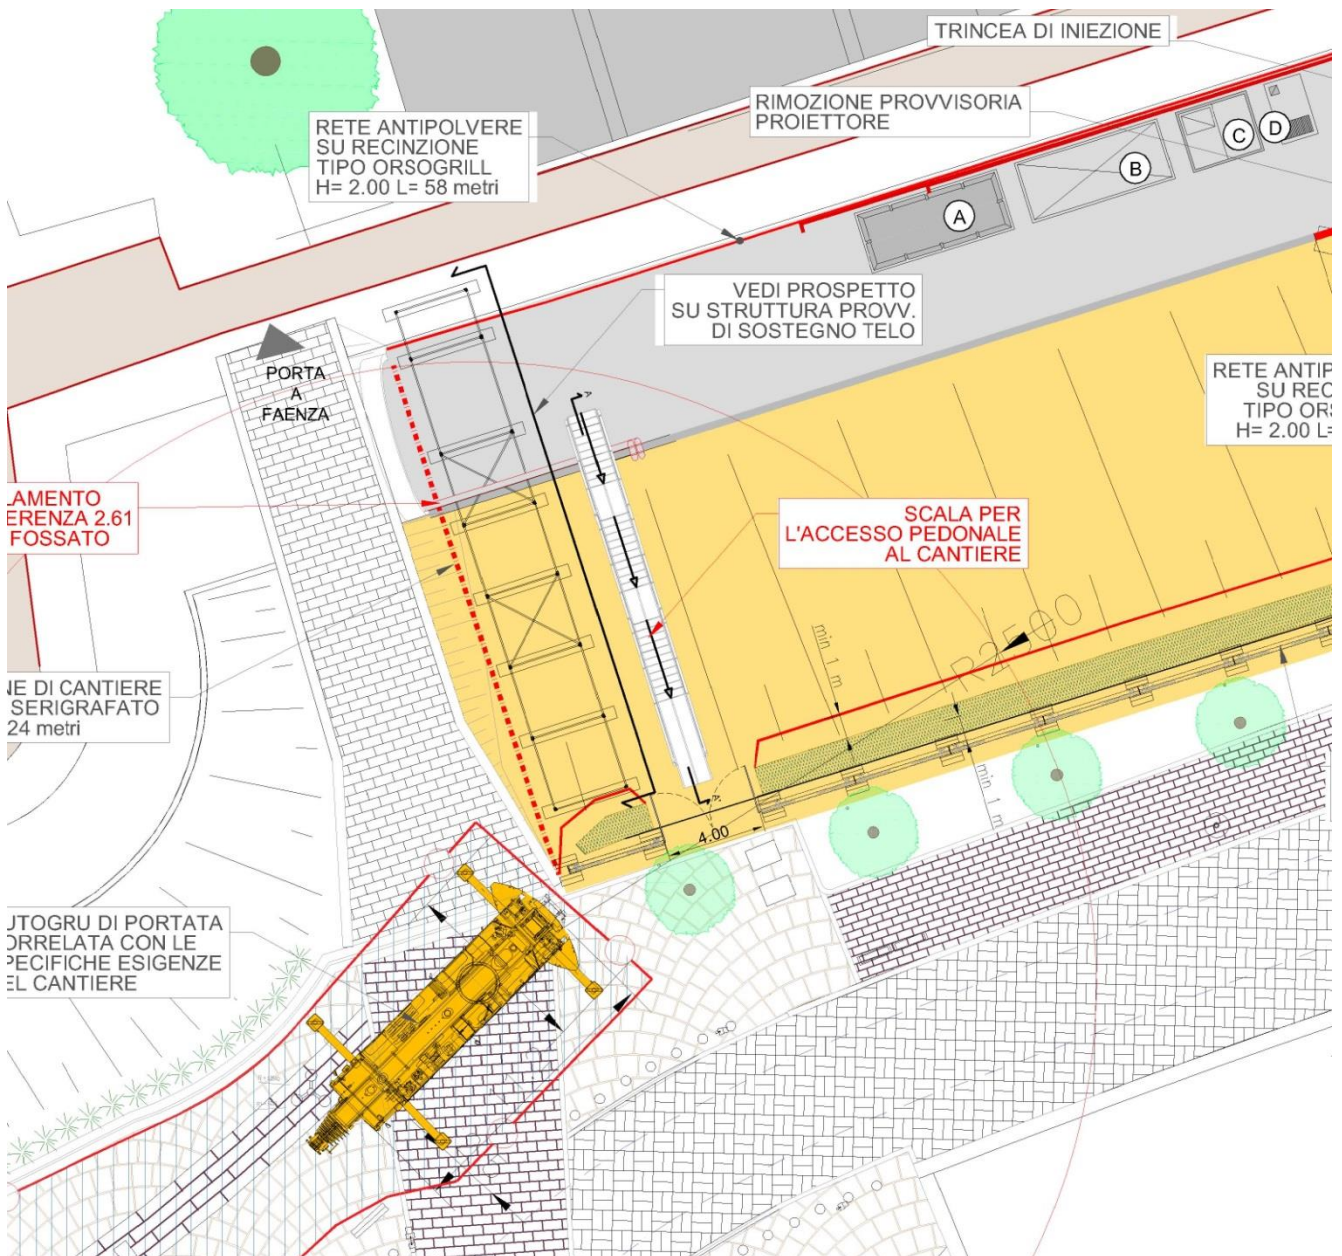 TRINCEA DI INIEZIONE
RIMOZIONE PROVVISORIA
PROIETTORE
RETE ANTIPOLVERE
SU RECINZIONE
TIPO ORSOGRILL
H= 2.00 L= 58 metri
A
B
C
D
VEDI PROSPETTO
SU STRUTTURA PROVV.
DI SOSTEGNO TELO
PORTA
A
FAENZA
RETE ANTIP
SU REC
TIPO ORS
H= 2.00 L=
A
LAMENTO
ERENZA 2.61
FOSSATO
SCALA PER
L'ACCESSO PEDONALE
AL CANTIERE
R2500
min 1 m
NE DI CANTIERE
SERIGRAFATO
24 metri
min 1 m
A'
4.00
UTOGRU DI PORTATA
ORRELATA CON LE
PECIFICHE ESIGENZE
EL CANTIERE